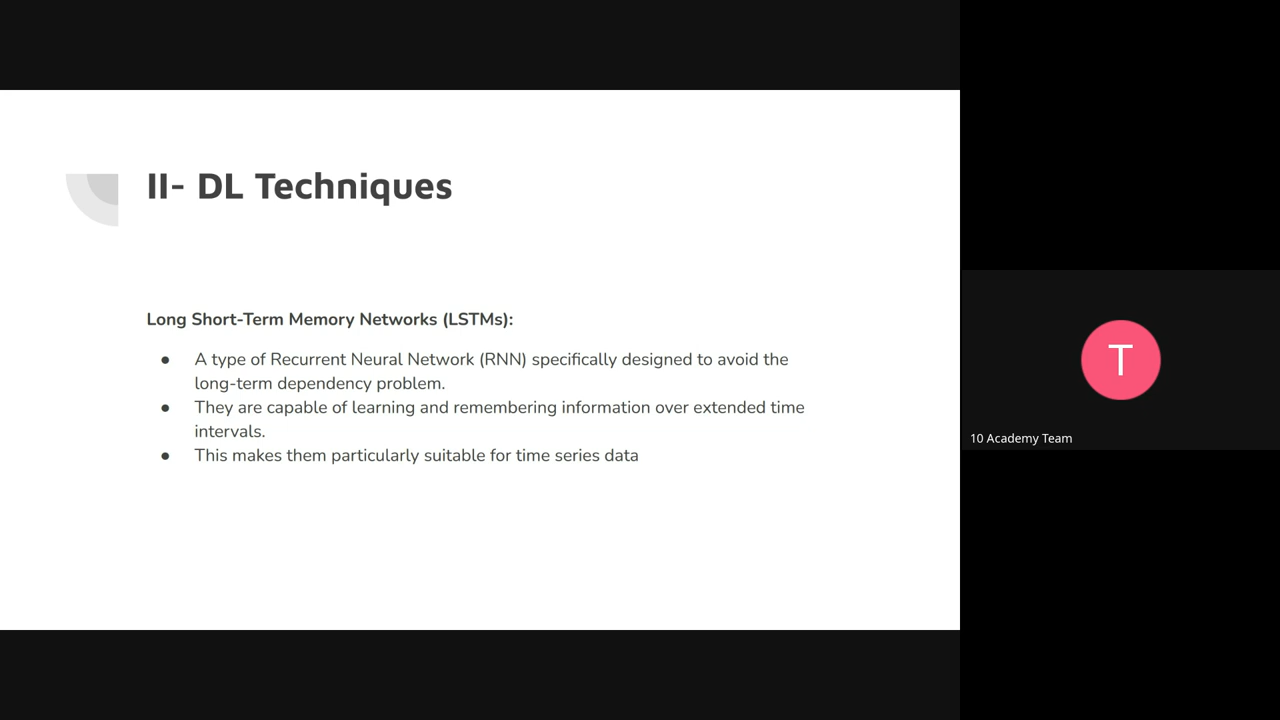 II- DL Techniques
Long Short-Term Memory Networks (LSTMs):
● A type of Recurrent Neural Network (RNN) specifically designed to avoid the
long-term dependency problem.
● They are capable of learning and remembering information over extended time
intervals.
● This makes them particularly suitable for time series data
T
10 Academy Team